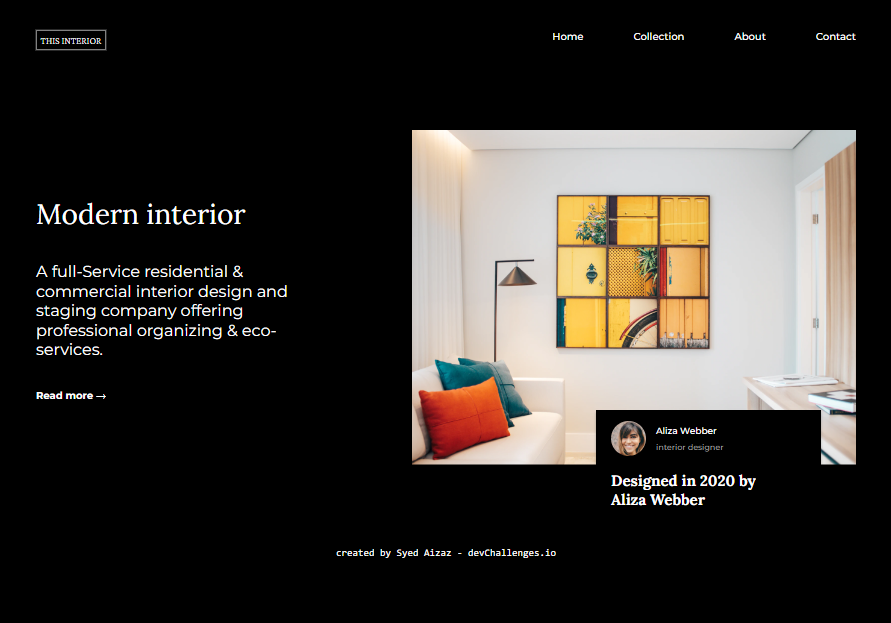 THIS INTERIOR
Home
Collection
About
Contact
Modern interior
A full-Service residential &
commercial interior design and
staging company offering
professional organizing & eco-
services.
Read more →
Aliza Webber
interior designer
Designed in 2020 by
Aliza Webber
created by Syed Aizaz - devChallenges.io